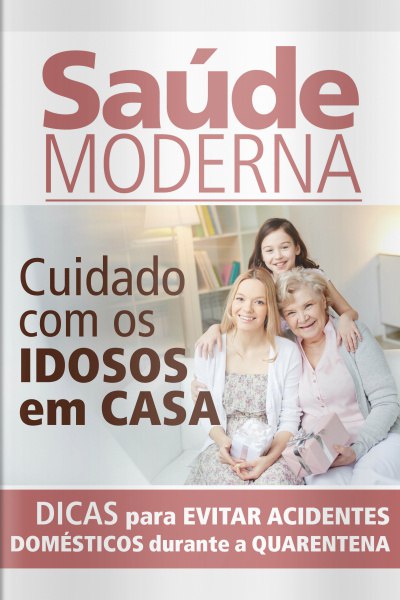 Saúde
MODERNA
Cuidado
com os
IDOSOS
em CASA
DICAS para EVITAR ACIDENTES
DOMÉSTICOS durante a QUARENTENA